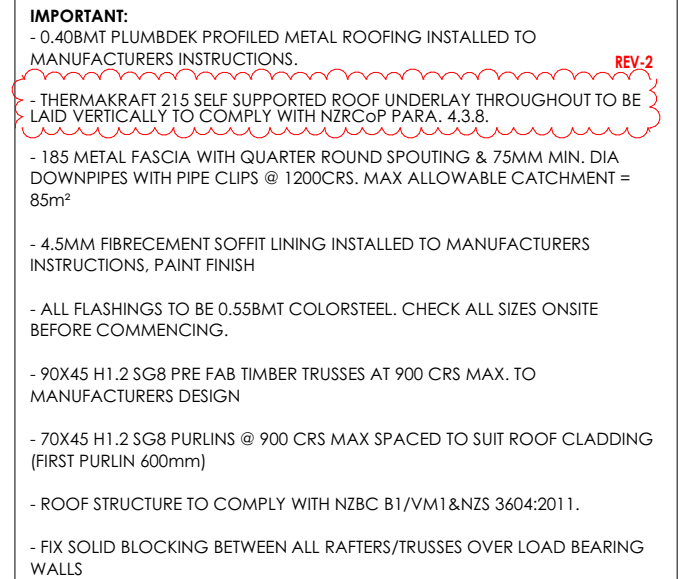 IMPORTANT:
- 0.40BMT PLUMBDEK PROFILED METAL ROOFING INSTALLED TO
MANUFACTURERS INSTRUCTIONS.
REV-2
- THERMAKRAFT 215 SELF SUPPORTED ROOF UNDERLAY THROUGHOUT TO BE
LAID VERTICALLY TO COMPLY WITH NZRCoP PARA. 4.3.8.
- 185 METAL FASCIA WITH QUARTER ROUND SPOUTING & 75MM MIN. DIA
DOWNPIPES WITH PIPE CLIPS @ 1200CRS. MAX ALLOWABLE CATCHMENT =
85m²
- 4.5MM FIBRECEMENT SOFFIT LINING INSTALLED TO MANUFACTURERS
INSTRUCTIONS, PAINT FINISH
- ALL FLASHINGS TO BE 0.55BMT COLORSTEEL. CHECK ALL SIZES ONSITE
BEFORE COMMENCING.
- 90X45 H1.2 SG8 PRE FAB TIMBER TRUSSES AT 900 CRS MAX. TO
MANUFACTURERS DESIGN
- 70X45 H1.2 SG8 PURLINS @ 900 CRS MAX SPACED TO SUIT ROOF CLADDING
(FIRST PURLIN 600mm)
- ROOF STRUCTURE TO COMPLY WITH NZBC B1/VM1&NZS 3604:2011.
- FIX SOLID BLOCKING BETWEEN ALL RAFTERS/TRUSSES OVER LOAD BEARING
WALLS